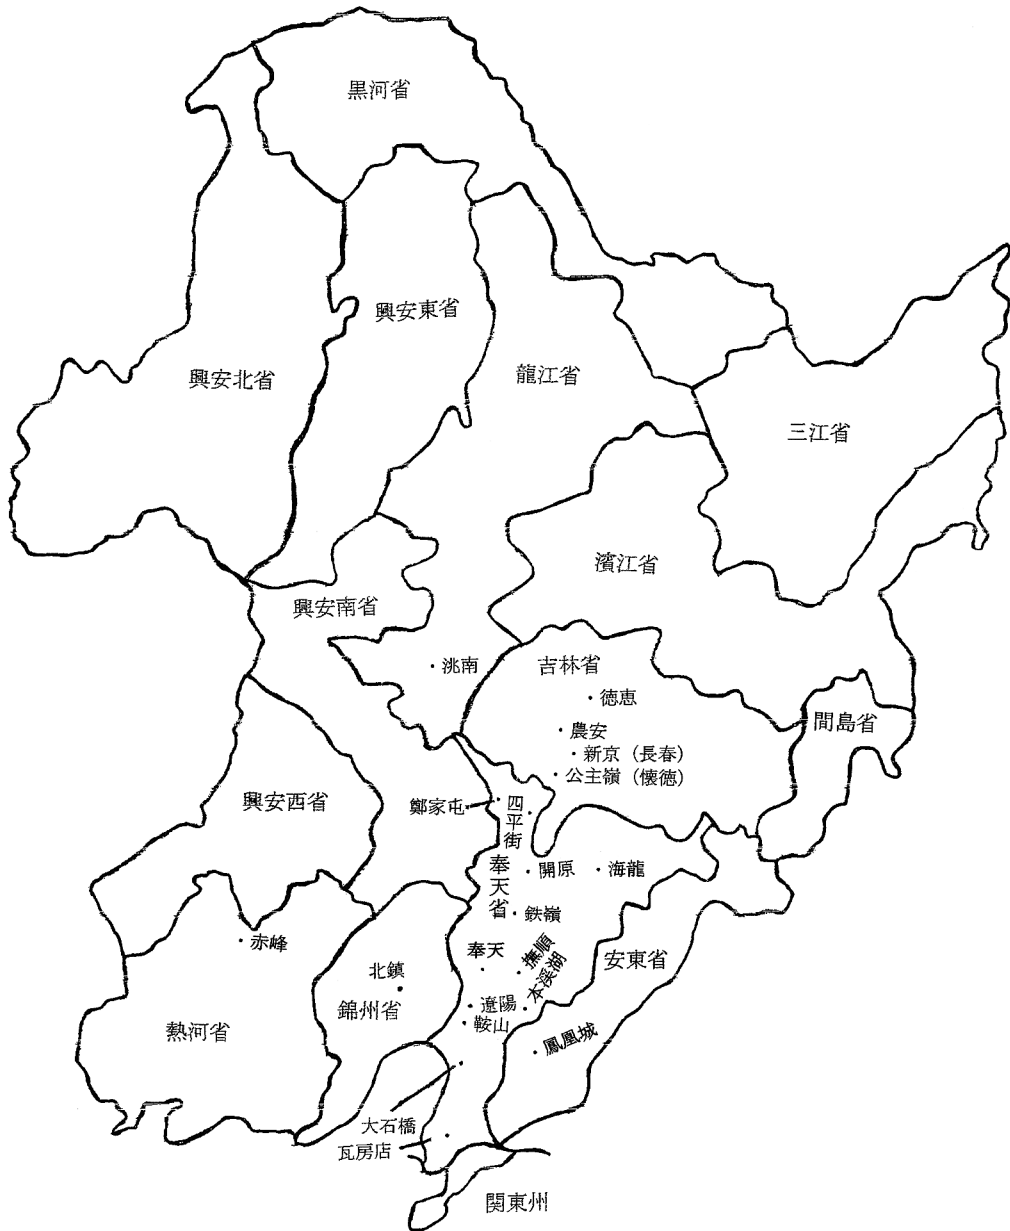 黒河省
興安東省
興安北省
龍江省
三江省
濱江省
興安南省
・洮南
吉林省
・徳恵
・農安
・新京（長春）
・公主嶺（懐徳）
間島省
興安西省
鄭家屯
四平街
奉天省
・開原
・海龍
・鉄嶺
・赤峰
奉天
撫順
本渓湖
安東省
北鎮
錦州省
・遼陽
・鞍山
・鳳凰城
熱河省
大石橋
瓦房店
関東州